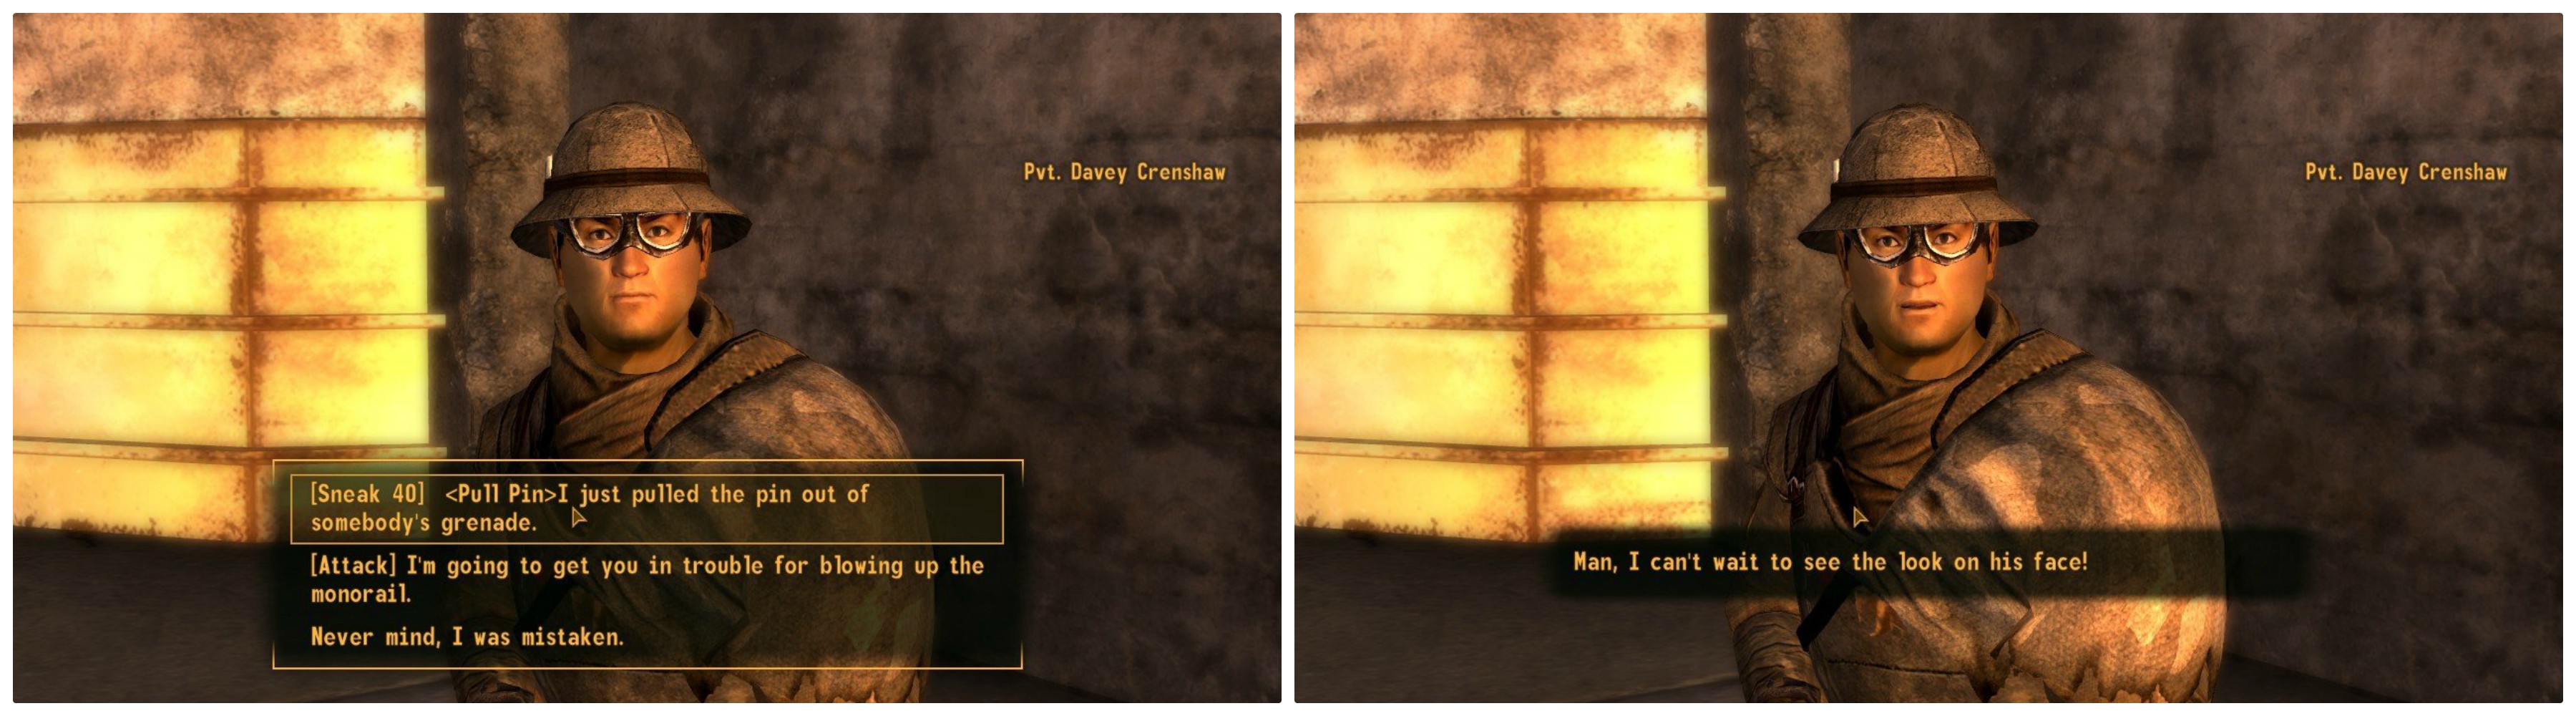 Pvt. Davey Crenshaw
[Sneak 40] <Pull Pin>I just pulled the pin out of
somebody's grenade.
[Attack] I'm going to get you in trouble for blowing up the
monorail.
Never mind, I was mistaken.
Pvt. Davey Crenshaw
Man, I can't wait to see the look on his face!